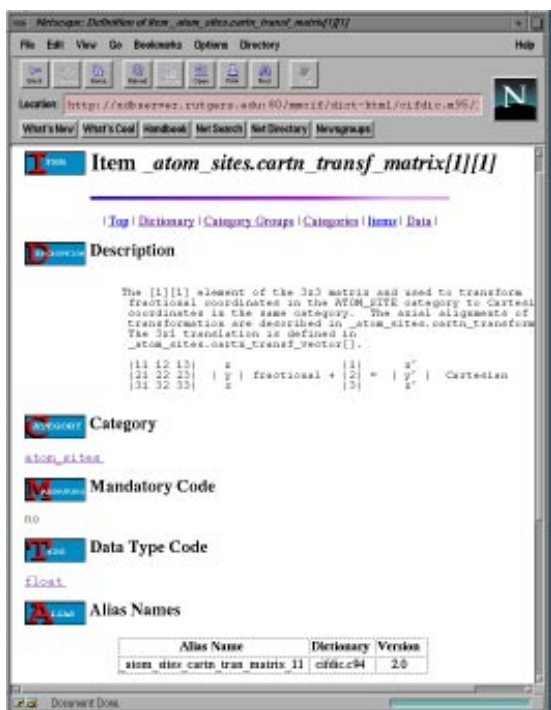 Netscape: Definition of Item _atom_sites.cartn_transf_matrix[1][1]
File Edit View Go Bookmarks Options Directory Help
Location: http://ndbserver.rutgers.edu:80/mmcif/dict-html/cifdic.m95/
What's New! What's Cool! Handbook Net Search Net Directory Newsgroups
Item _atom_sites.cartn_transf_matrix[1][1]
| Top | Dictionary | Category Groups | Categories | Items | Data |
Description
The [1][1] element of the 3x3 matrix and used to transform
fractional coordinates in the ATOM_SITE category to Cartesi
coordinates in the same category. The axial alignments of
transformation are described in _atom_sites.cartn_transform
The 3x1 translation is defined in
_atom_sites.cartn_transf_vector[].
|11 12 13| x |1| x'
|21 22 23| | y | fractional + |2| = | y' | Cartesian
|31 32 33| z |3| z'
Category
atom_sites
Mandatory Code
no
Data Type Code
float
Alias Names
Alias Name Dictionary Version
_atom_sites_cartn_tran_matrix_11 cifdic.c94 2.0
Document Done.